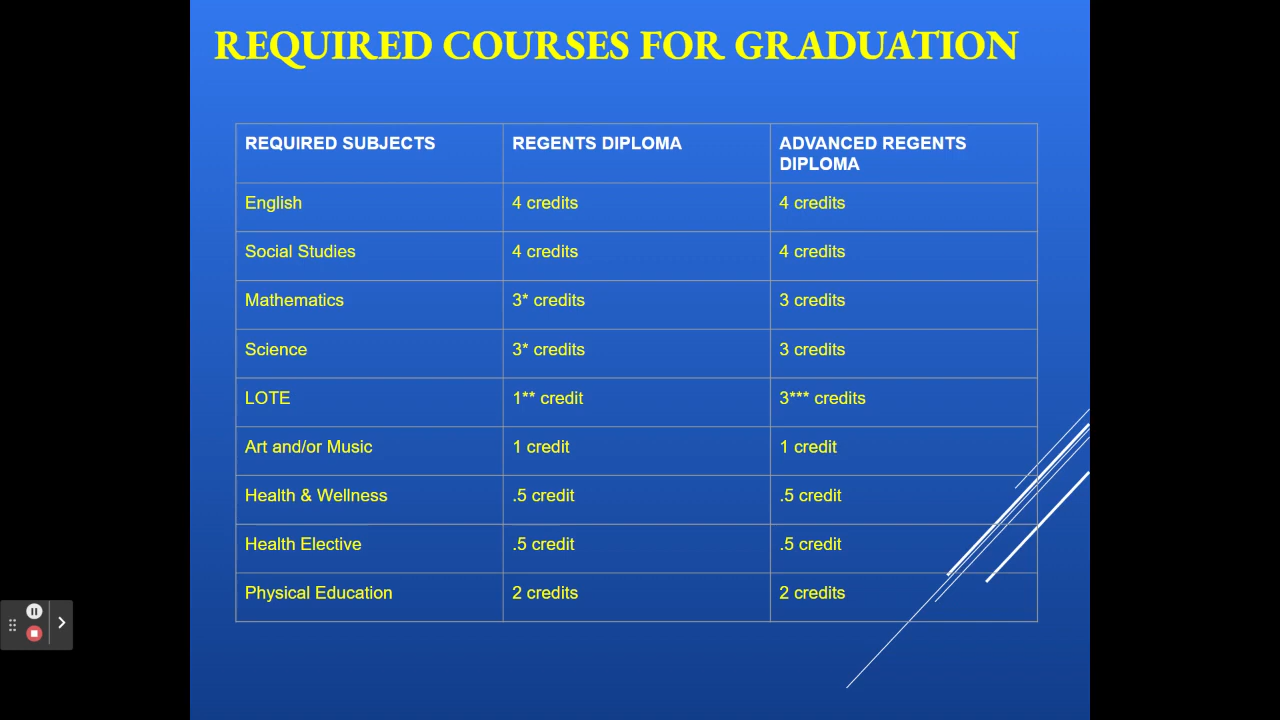 REQUIRED COURSES FOR GRADUATION
REQUIRED SUBJECTS REGENTS DIPLOMA ADVANCED REGENTS DIPLOMA
English 4 credits 4 credits
Social Studies 4 credits 4 credits
Mathematics 3* credits 3 credits
Science 3* credits 3 credits
LOTE 1** credit 3*** credits
Art and/or Music 1 credit 1 credit
Health & Wellness .5 credit .5 credit
Health Elective .5 credit .5 credit
Physical Education 2 credits 2 credits